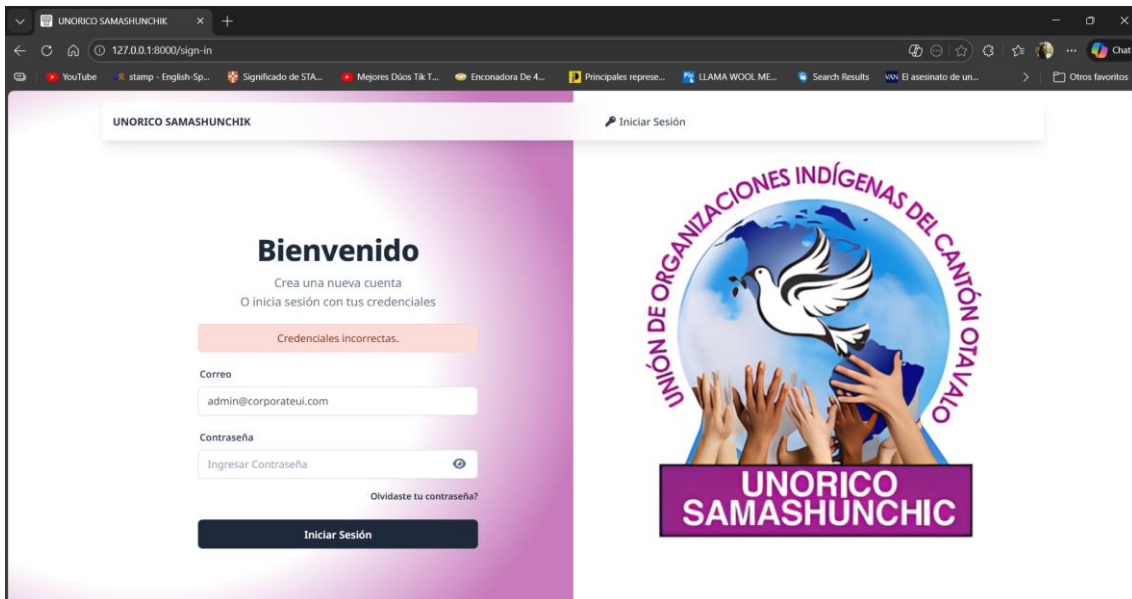 UNORICO SAMASHUNCHIK
127.0.0.1:8000/sign-in
Chat
YouTube
stamp - English-Sp...
Significado de STA...
Mejores Dúos Tik T...
Enconadora De 4...
Principales represe...
LLAMA WOOL ME...
Search Results
VAN El asesinato de un...
Otros favoritos
UNORICO SAMASHUNCHIK
Iniciar Sesión
Bienvenido
Crea una nueva cuenta
O inicia sesión con tus credenciales
Credenciales incorrectas.
Correo
admin@corporateui.com
Contraseña
Ingresar Contraseña
Olvidaste tu contraseña?
Iniciar Sesión
UNIÓN DE ORGANIZACIONES INDÍGENAS DEL CANTÓN OTAVALO
UNORICO
SAMASHUNCHIC